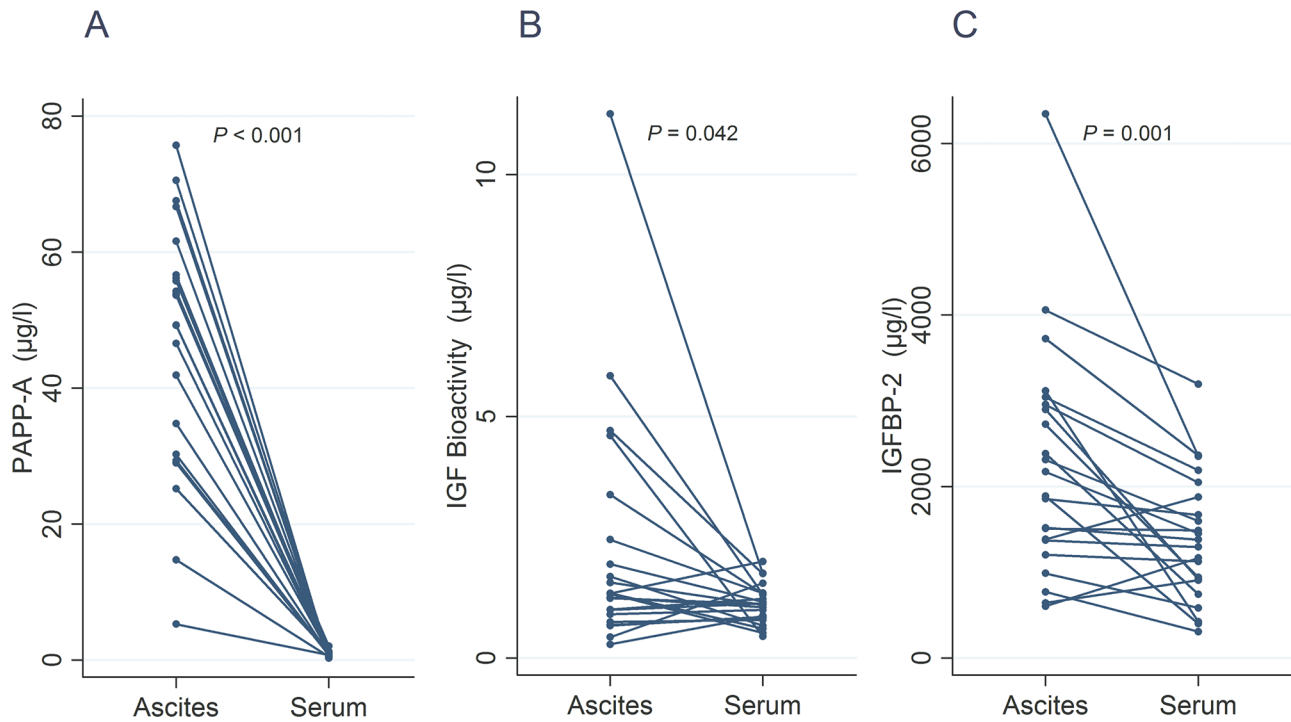 A
PAPP-A (μg/l)
80
60
40
20
0
P < 0.001
Ascites Serum
B
IGF Bioactivity (μg/l)
10
5
0
P = 0.042
Ascites Serum
C
IGFBP-2 (μg/l)
6000
4000
2000
0
P = 0.001
Ascites Serum